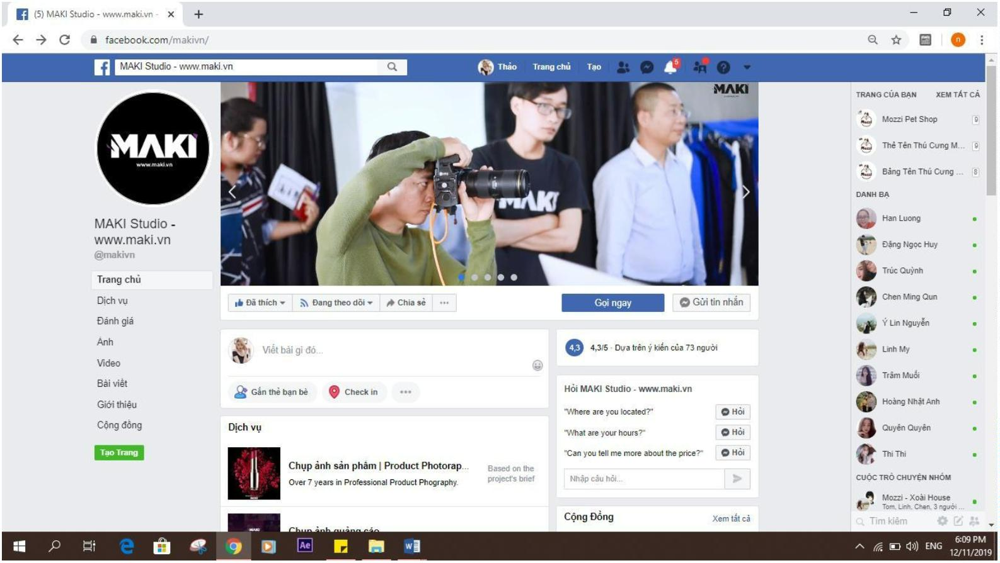 (5) MAKI Studio - www.maki.vn -
facebook.com/makivn/
n
MAKI Studio - www.maki.vn
Thảo
Trang chủ
Tạo
5
MAKI
www.maki.vn
MAKI Studio -
www.maki.vn
@makivn
Trang chủ
Dịch vụ
Đánh giá
Ảnh
Video
Bài viết
Giới thiệu
Cộng đồng
Tạo Trang
MAKI
MAKI
Đã thích
Đang theo dõi
Chia sẻ
Gọi ngay
Gửi tin nhắn
Viết bài gì đó...
Gắn thẻ bạn bè
Check in
Dịch vụ
Chụp ảnh sản phẩm | Product Photorap...
Over 7 years in Professional Product Phography.
Based on the
project's brief
MAKI
MAKI
Chụp ảnh quảng cáo
4,3
4,3/5 · Dựa trên ý kiến của 73 người
Hỏi MAKI Studio - www.maki.vn
"Where are you located?"
Hỏi
"What are your hours?"
Hỏi
"Can you tell me more about the price?"
Hỏi
Nhập câu hỏi...
Cộng Đồng
Xem tất cả
TRANG CỦA BẠN
XEM TẤT CẢ
Mozzi Pet Shop
9
Thẻ Tên Thú Cưng M...
9
Bảng Tên Thú Cưng ...
8
DANH BẠ
Han Luong
Đặng Ngọc Huy
Trúc Quỳnh
Chen Ming Qun
Ý Lin Nguyễn
Linh My
Trâm Muối
Hoàng Nhật Anh
Quyên Quyên
Thi Thi
CUỘC TRÒ CHUYỆN NHÓM
Mozzi - Xoài House
Tom, Linh, Chen, 3 người ...
Tìm kiếm
Ae
W
ENG
6:09 PM
12/11/2019